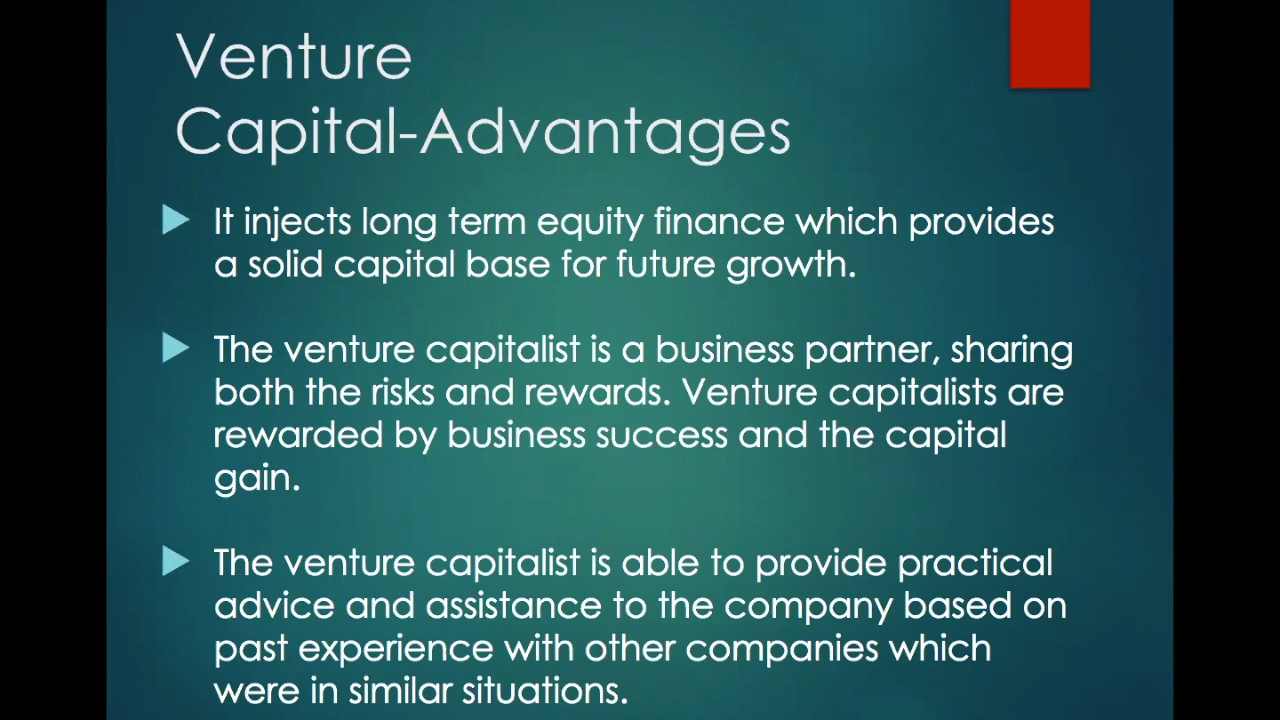 Venture
Capital-Advantages
It injects long term equity finance which provides
a solid capital base for future growth.
The venture capitalist is a business partner, sharing
both the risks and rewards. Venture capitalists are
rewarded by business success and the capital
gain.
The venture capitalist is able to provide practical
advice and assistance to the company based on
past experience with other companies which
were in similar situations.